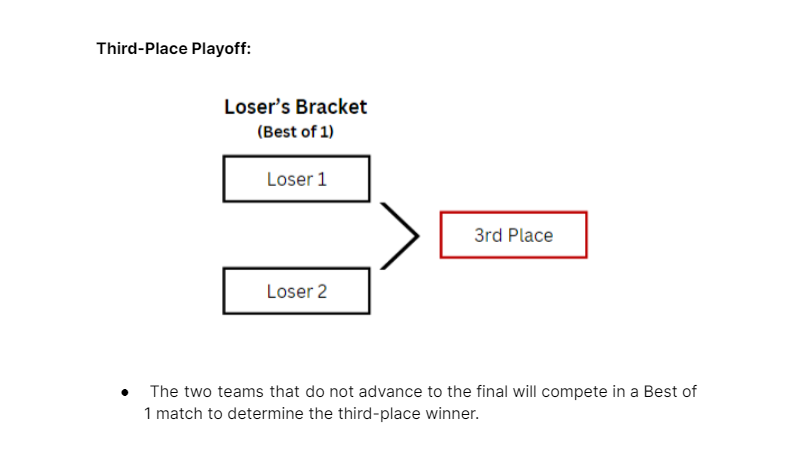 Third-Place Playoff:
Loser's Bracket
(Best of 1)
Loser 1
3rd Place
Loser 2
● The two teams that do not advance to the final will compete in a Best of
1 match to determine the third-place winner.